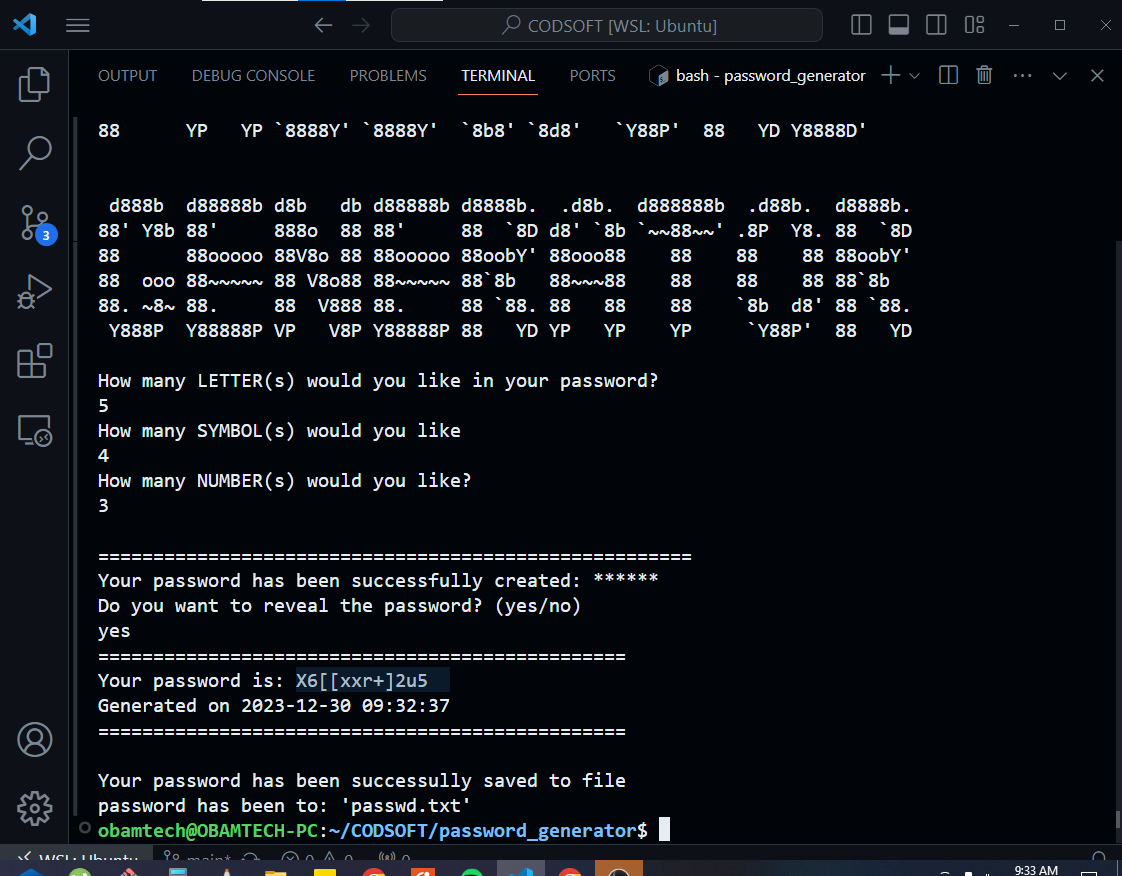 CODSOFT [WSL: Ubuntu]
OUTPUT DEBUG CONSOLE PROBLEMS TERMINAL PORTS bash - password_generator
3
88      YP   YP `8888Y' `8888Y'  `8b8' `8d8'   `Y88P'  88   YD Y8888D'
 d888b  d88888b d8b   db d88888b d8888b.  .d8b.  d888888b  .d88b.  d8888b.
88' Y8b 88'     888o  88 88'     88  `8D d8' `8b `~~88~~' .8P  Y8. 88  `8D
88      88ooooo 88V8o 88 88ooooo 88oobY' 88ooo88    88    88    88 88oobY'
88  ooo 88~~~~~ 88 V8o88 88~~~~~ 88`8b   88~~~88    88    88    88 88`8b
88. ~8~ 88.     88  V888 88.     88 `88. 88   88    88    `8b  d8' 88 `88.
 Y888P  Y88888P VP   V8P Y88888P 88   YD YP   YP    YP     `Y88P'  88   YD
How many LETTER(s) would you like in your password?
5
How many SYMBOL(s) would you like
4
How many NUMBER(s) would you like?
3
======================================================
Your password has been successfully created: ******
Do you want to reveal the password? (yes/no)
yes
================================================
Your password is: X6[[xxr+]2u5
Generated on 2023-12-30 09:32:37
================================================
Your password has been successully saved to file
password has been to: 'passwd.txt'
obamtech@OBAMTECH-PC:~/CODSOFT/password_generator$
WSL: Ubuntu main* 0 0 0
9:33 AM